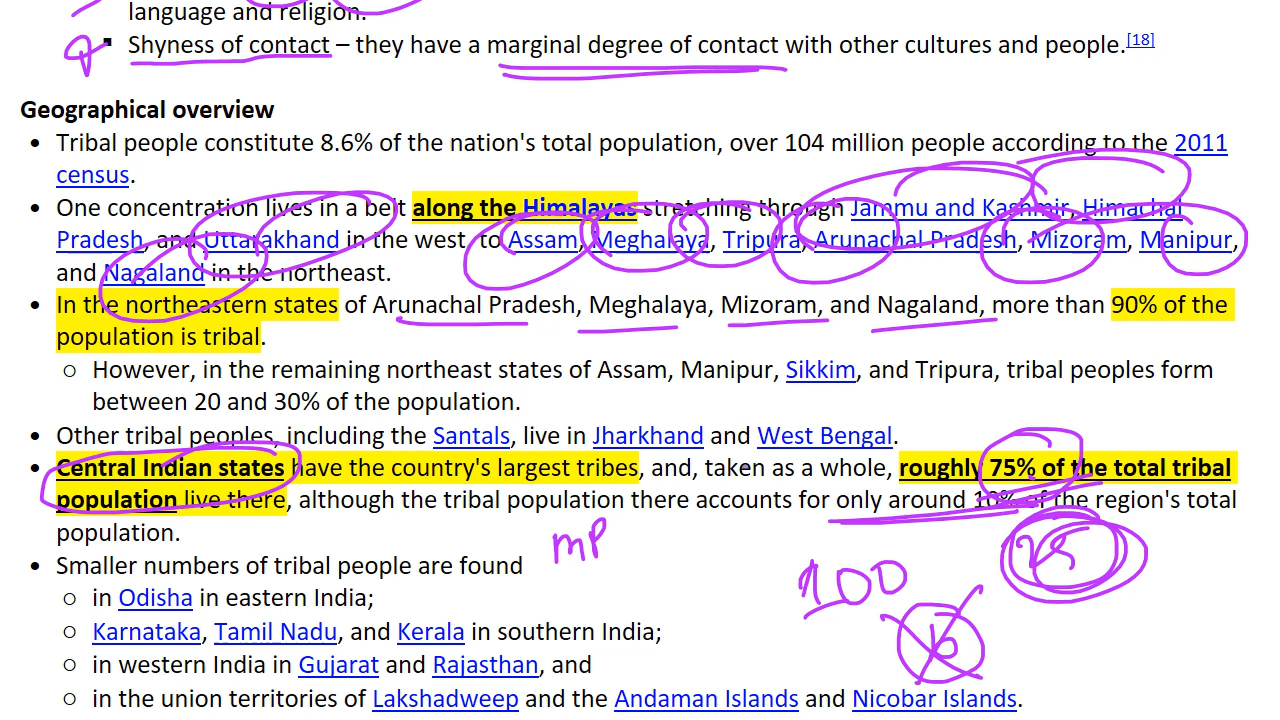 language and religion.
▪ Shyness of contact – they have a marginal degree of contact with other cultures and people.[18]
Geographical overview
• Tribal people constitute 8.6% of the nation's total population, over 104 million people according to the 2011
census.
• One concentration lives in a belt along the Himalayas stretching through Jammu and Kashmir, Himachal
Pradesh, and Uttarakhand in the west, to Assam, Meghalaya, Tripura, Arunachal Pradesh, Mizoram, Manipur,
and Nagaland in the northeast.
• In the northeastern states of Arunachal Pradesh, Meghalaya, Mizoram, and Nagaland, more than 90% of the
population is tribal.
o However, in the remaining northeast states of Assam, Manipur, Sikkim, and Tripura, tribal peoples form
between 20 and 30% of the population.
• Other tribal peoples, including the Santals, live in Jharkhand and West Bengal.
• Central Indian states have the country's largest tribes, and, taken as a whole, roughly 75% of the total tribal
population live there, although the tribal population there accounts for only around 10% of the region's total
population.
mp
• Smaller numbers of tribal people are found
100
25
o in Odisha in eastern India;
o Karnataka, Tamil Nadu, and Kerala in southern India;
o in western India in Gujarat and Rajasthan, and
o in the union territories of Lakshadweep and the Andaman Islands and Nicobar Islands.